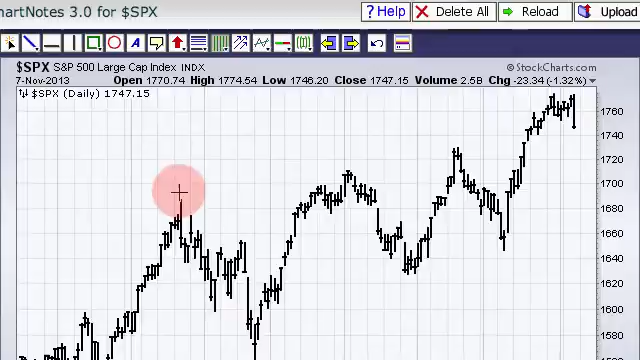 hartNotes 3.0 for $SPX
? Help
Delete All
Reload
Upload
A
$SPX S&P 500 Large Cap Index INDX
© StockCharts.com
7-Nov-2013
Open 1770.74 High 1774.54 Low 1746.20 Close 1747.15 Volume 2.5B Chg -23.34 (-1.32%)
$SPX (Daily) 1747.15
1760
1740
1720
1700
1680
1660
1640
1620
1600
1580
1560